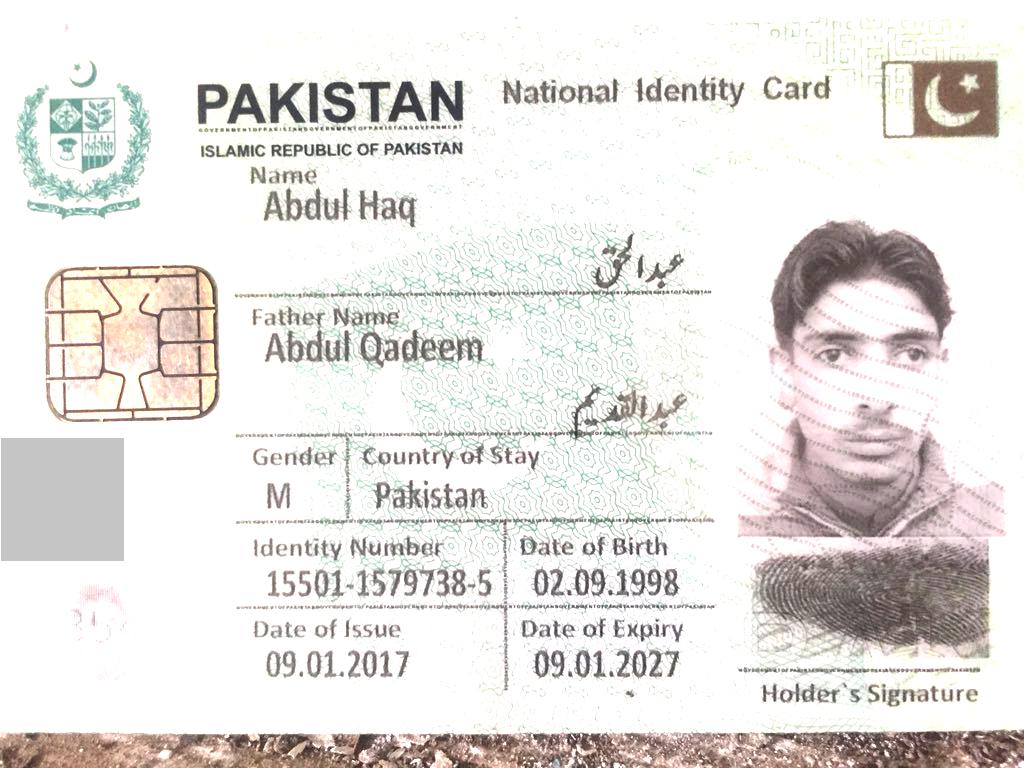 PAKISTAN National Identity Card
ISLAMIC REPUBLIC OF PAKISTAN
Name
Abdul Haq
عبدالحق
Father Name
Abdul Qadeem
عبدالقدیم
Gender Country of Stay
M Pakistan
Identity Number Date of Birth
15501-1579738-5 02.09.1998
Date of Issue Date of Expiry
09.01.2017 09.01.2027
Holder`s Signature